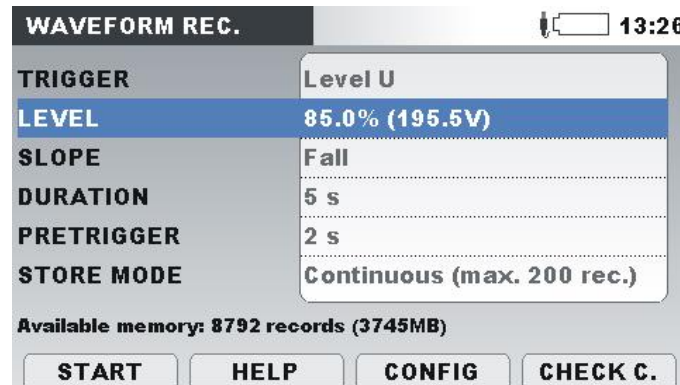 WAVEFORM REC. 13:26
TRIGGER Level U
LEVEL 85.0% (195.5V)
SLOPE Fall
DURATION 5 s
PRETRIGGER 2 s
STORE MODE Continuous (max. 200 rec.)
Available memory: 8792 records (3745MB)
START HELP CONFIG CHECK C.